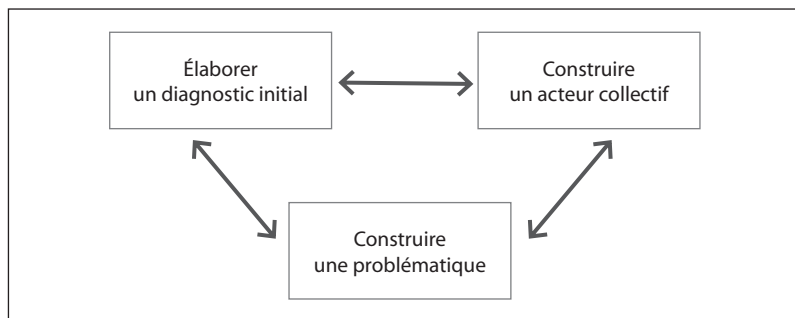 Élaborer
un diagnostic initial
Construire
un acteur collectif
Construire
une problématique